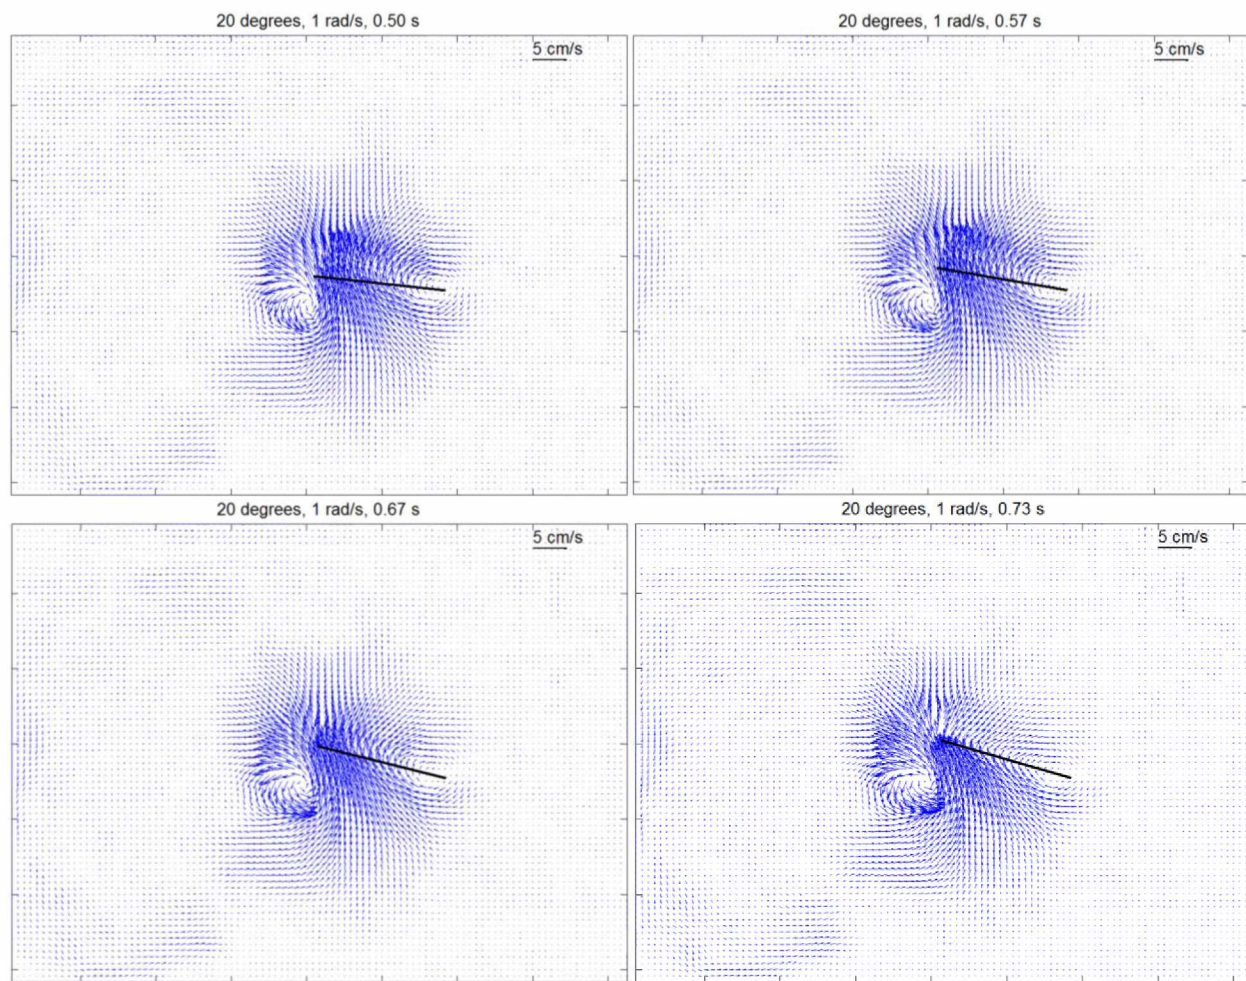 20 degrees, 1 rad/s, 0.50 s
5 cm/s
20 degrees, 1 rad/s, 0.57 s
5 cm/s
20 degrees, 1 rad/s, 0.67 s
5 cm/s
20 degrees, 1 rad/s, 0.73 s
5 cm/s